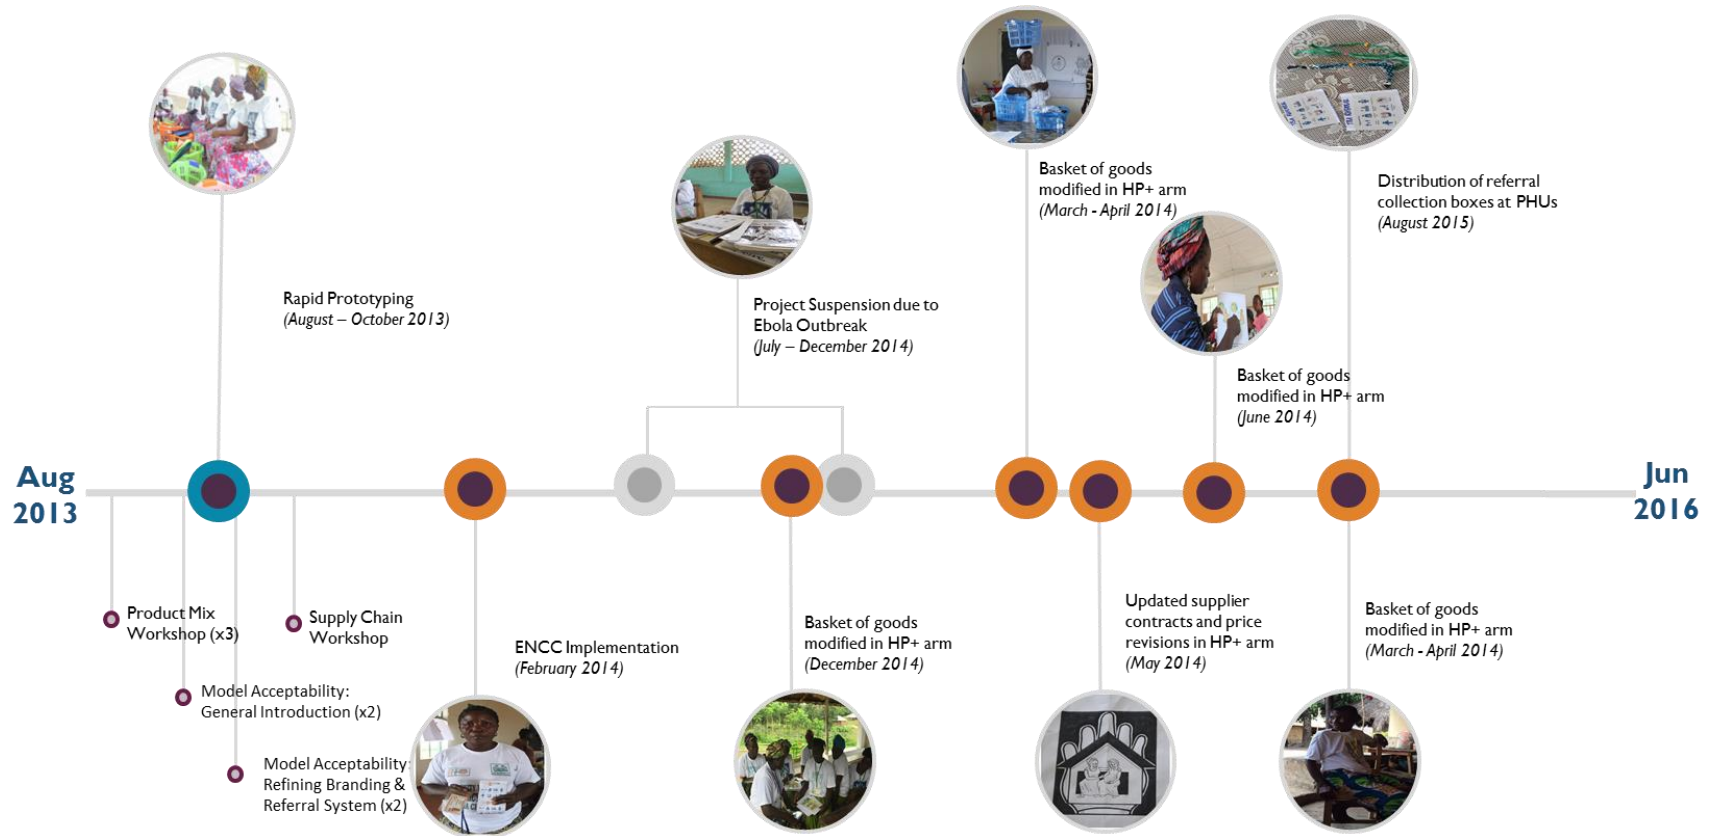 Aug
2013
Rapid Prototyping
(August – October 2013)
Product Mix
Workshop (x3)
Model Acceptability:
General Introduction (x2)
Model Acceptability:
Refining Branding &
Referral System (x2)
Supply Chain
Workshop
ENCC Implementation
(February 2014)
Project Suspension due to
Ebola Outbreak
(July – December 2014)
Basket of goods
modified in HP+ arm
(December 2014)
Basket of goods
modified in HP+ arm
(March - April 2014)
Updated supplier
contracts and price
revisions in HP+ arm
(May 2014)
Basket of goods
modified in HP+ arm
(June 2014)
Distribution of referral
collection boxes at PHUs
(August 2015)
Basket of goods
modified in HP+ arm
(March - April 2014)
Jun
2016